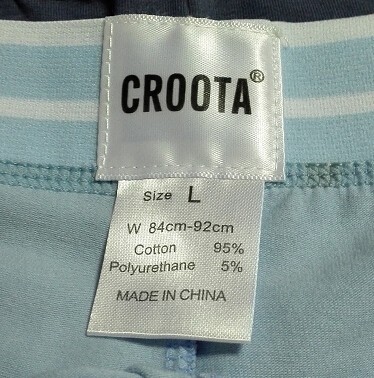 CROOTA®
Size L
W 84cm-92cm
Cotton 95%
Polyurethane 5%
MADE IN CHINA